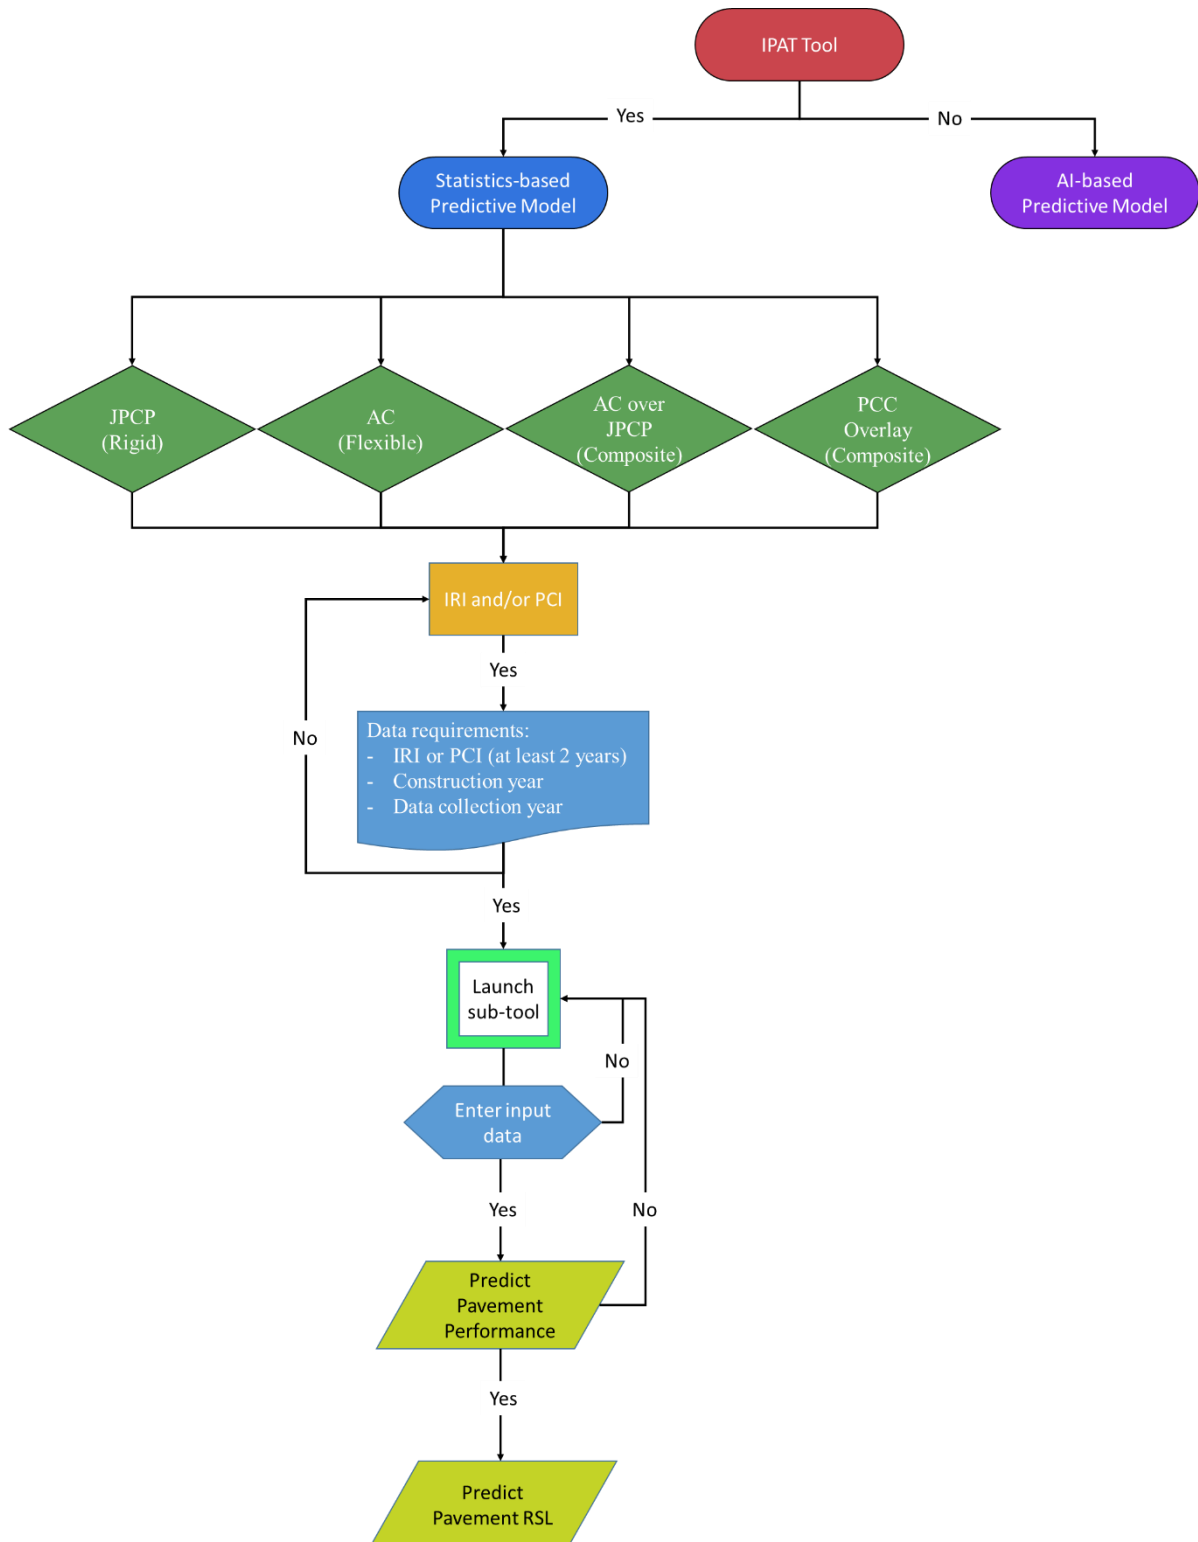 IPAT Tool
Yes
No
Statistics-based
Predictive Model
AI-based
Predictive Model
JPCP
(Rigid)
AC
(Flexible)
AC over
JPCP
(Composite)
PCC
Overlay
(Composite)
IRI and/or PCI
Yes
No
Data requirements:
- IRI or PCI (at least 2 years)
- Construction year
- Data collection year
Yes
Launch
sub-tool
No
Enter input
data
Yes
No
Predict
Pavement
Performance
Yes
Predict
Pavement RSL